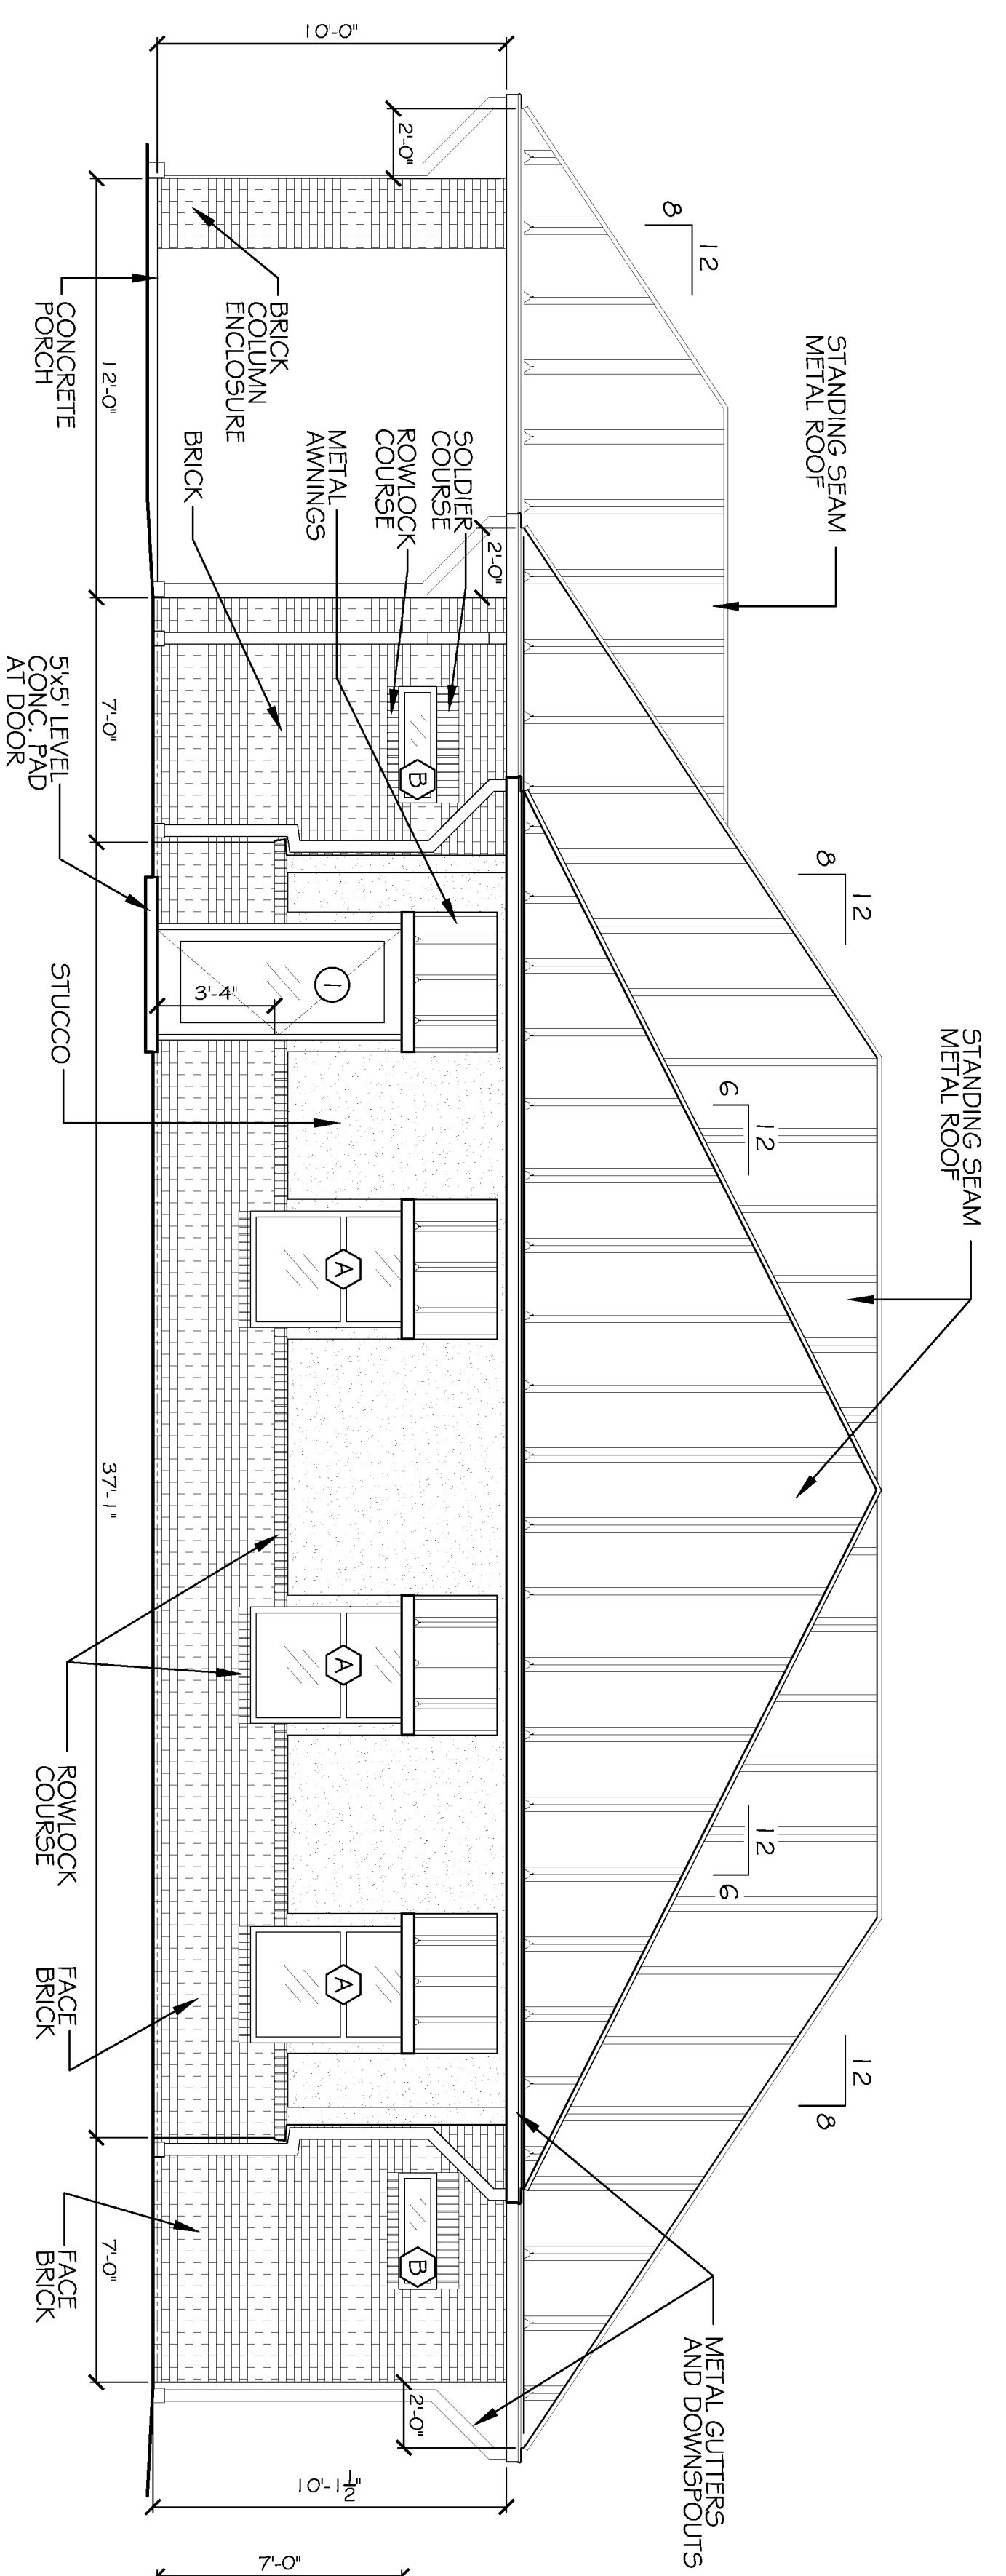 STANDING SEAM
METAL ROOF
STANDING SEAM
METAL ROOF
12
8
12
8
12
6
12
6
12
8
METAL GUTTERS
AND DOWNSPOUTS
10'-0"
2'-0"
2'-0"
2'-0"
10'-1 1/2"
7'-0"
SOLDIER
COURSE
ROWLOCK
COURSE
METAL
AWNINGS
BRICK
BRICK
COLUMN
ENCLOSURE
B
1
3'-4"
A
A
A
B
12'-0"
7'-0"
37'-1"
7'-0"
CONCRETE
PORCH
5'x5' LEVEL
CONC. PAD
AT DOOR
STUCCO
ROWLOCK
COURSE
FACE
BRICK
FACE
BRICK